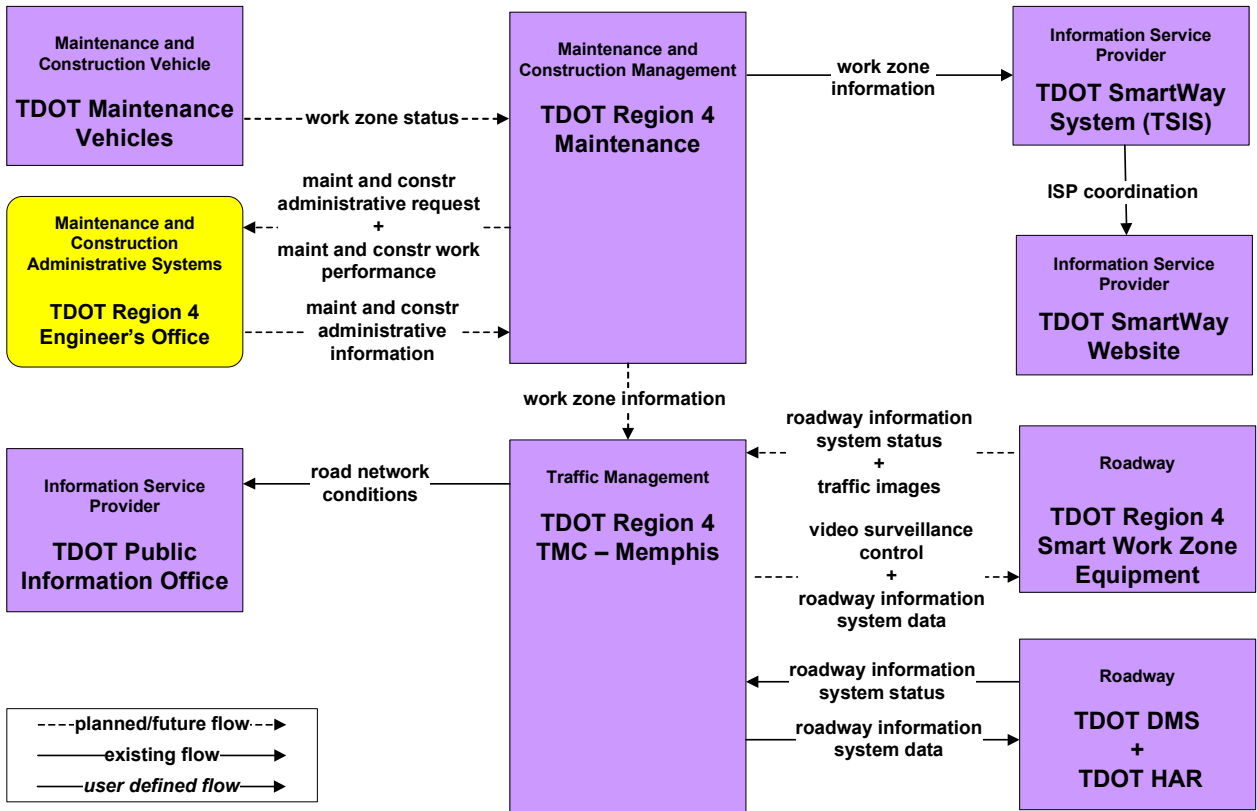 Maintenance and
Construction Vehicle
TDOT Maintenance
Vehicles
work zone status
Maintenance and
Construction Management
TDOT Region 4
Maintenance
work zone
information
Information Service
Provider
TDOT SmartWay
System (TSIS)
ISP coordination
Information Service
Provider
TDOT SmartWay
Website
maint and constr
administrative request
+
maint and constr work
performance
Maintenance and
Construction
Administrative Systems
TDOT Region 4
Engineer’s Office
maint and constr
administrative
information
work zone information
Information Service
Provider
TDOT Public
Information Office
road network
conditions
Traffic Management
TDOT Region 4
TMC – Memphis
roadway information
system status
+
traffic images
video surveillance
control
+
roadway information
system data
Roadway
TDOT Region 4
Smart Work Zone
Equipment
roadway information
system status
roadway information
system data
Roadway
TDOT DMS
+
TDOT HAR
planned/future flow
existing flow
user defined flow